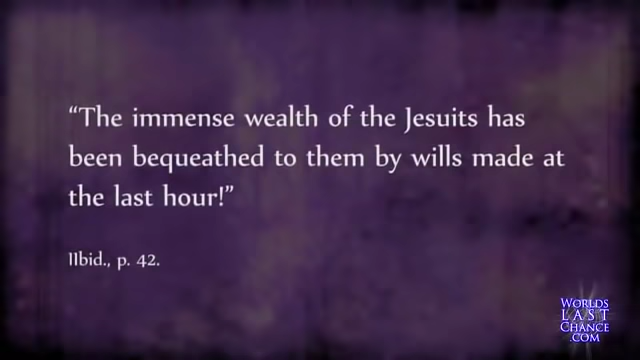 “The immense wealth of the Jesuits has
been bequeathed to them by wills made at
the last hour!”
IIbid., p. 42.
WORLDS
LAST
CHANCE
.COM